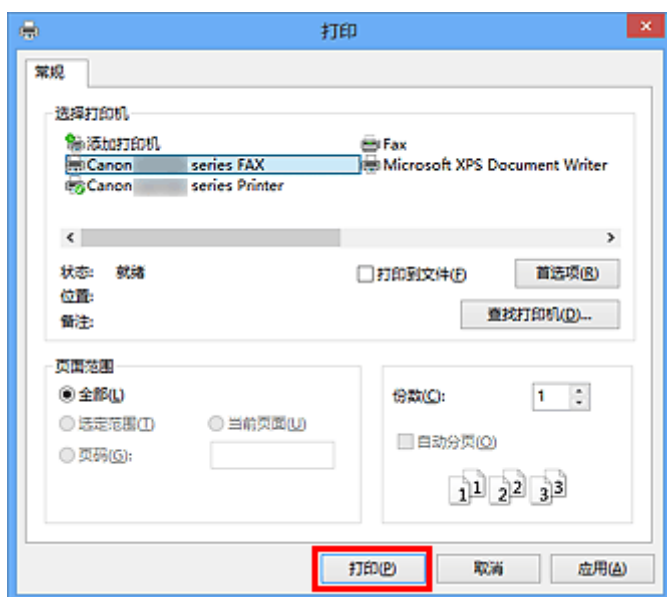 打印
常规
选择打印机
添加打印机
Fax
Canon series FAX
Microsoft XPS Document Writer
Canon series Printer
状态: 就绪
打印到文件(F)
首选项(R)
位置:
备注:
查找打印机(D)...
页面范围
全部(L)
份数(C): 1
选定范围(T) 当前页面(U)
自动分页(O)
页码(G):
1 1 2 2 3 3
打印(P) 取消 应用(A)